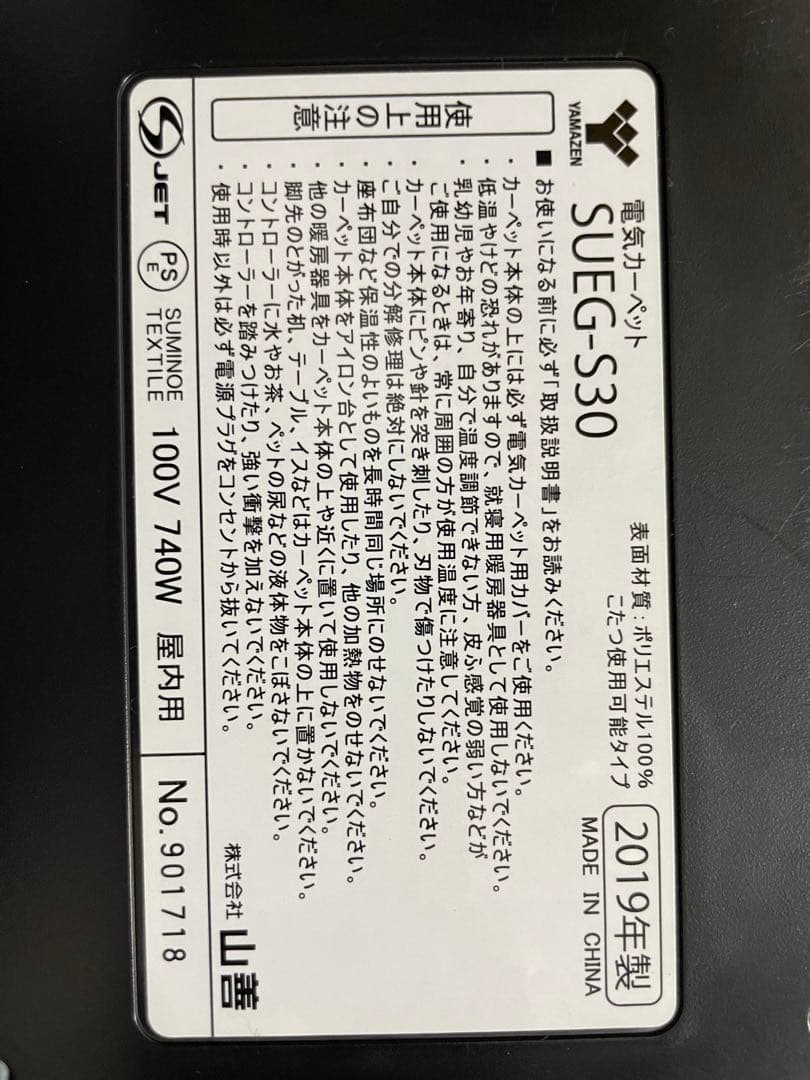 YAMAZEN
電気カーペット
SUEG-S30
表面材質:ポリエステル100%
こたつ使用可能タイプ
2019年製
MADE IN CHINA
使用上の注意
■ お使いになる前に必ず「取扱説明書」をお読みください。
・カーペット本体の上には必ず電気カーペット用カバーをご使用ください。
・低温やけどの恐れがありますので、就寝用暖房器具として使用しないでください。
・乳幼児やお年寄り、自分で温度調節できない方、皮ふ感覚の弱い方などが
ご使用になるときは、常に周囲の方が使用温度に注意してください。
・カーペット本体にピンや針を突き刺したり、刃物で傷つけたりしないでください。
・ご自分での分解修理は絶対にしないでください。
・座布団など保温性のよいものを長時間同じ場所にのせないでください。
・カーペット本体をアイロン台として使用したり、他の加熱物をのせないでください。
・他の暖房器具をカーペット本体の上や近くに置いて使用しないでください。
・脚先のとがった机、テーブル、イスなどはカーペット本体の上に置かないでください。
・コントローラーに水やお茶、ペットの尿などの液体物をこぼさないでください。
・コントローラーを踏みつけたり、強い衝撃を加えないでください。
・使用時以外は必ず電源プラグをコンセントから抜いてください。
株式会社 山善
JET PS E SUMINOE TEXTILE 100V 740W 屋内用 No.901718